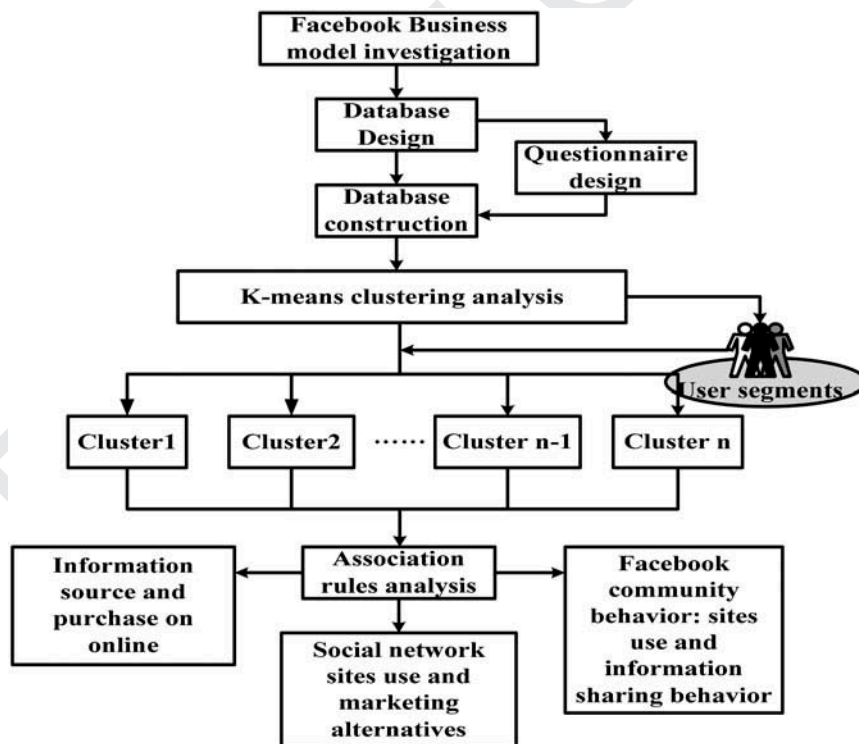 Facebook Business
model investigation
Database
Design
Questionnaire
design
Database
construction
K-means clustering analysis
User segments
Cluster1
Cluster2
......
Cluster n-1
Cluster n
Information
source and
purchase on
online
Association
rules analysis
Facebook
community
behavior: sites
use and
information
sharing behavior
Social network
sites use and
marketing
alternatives